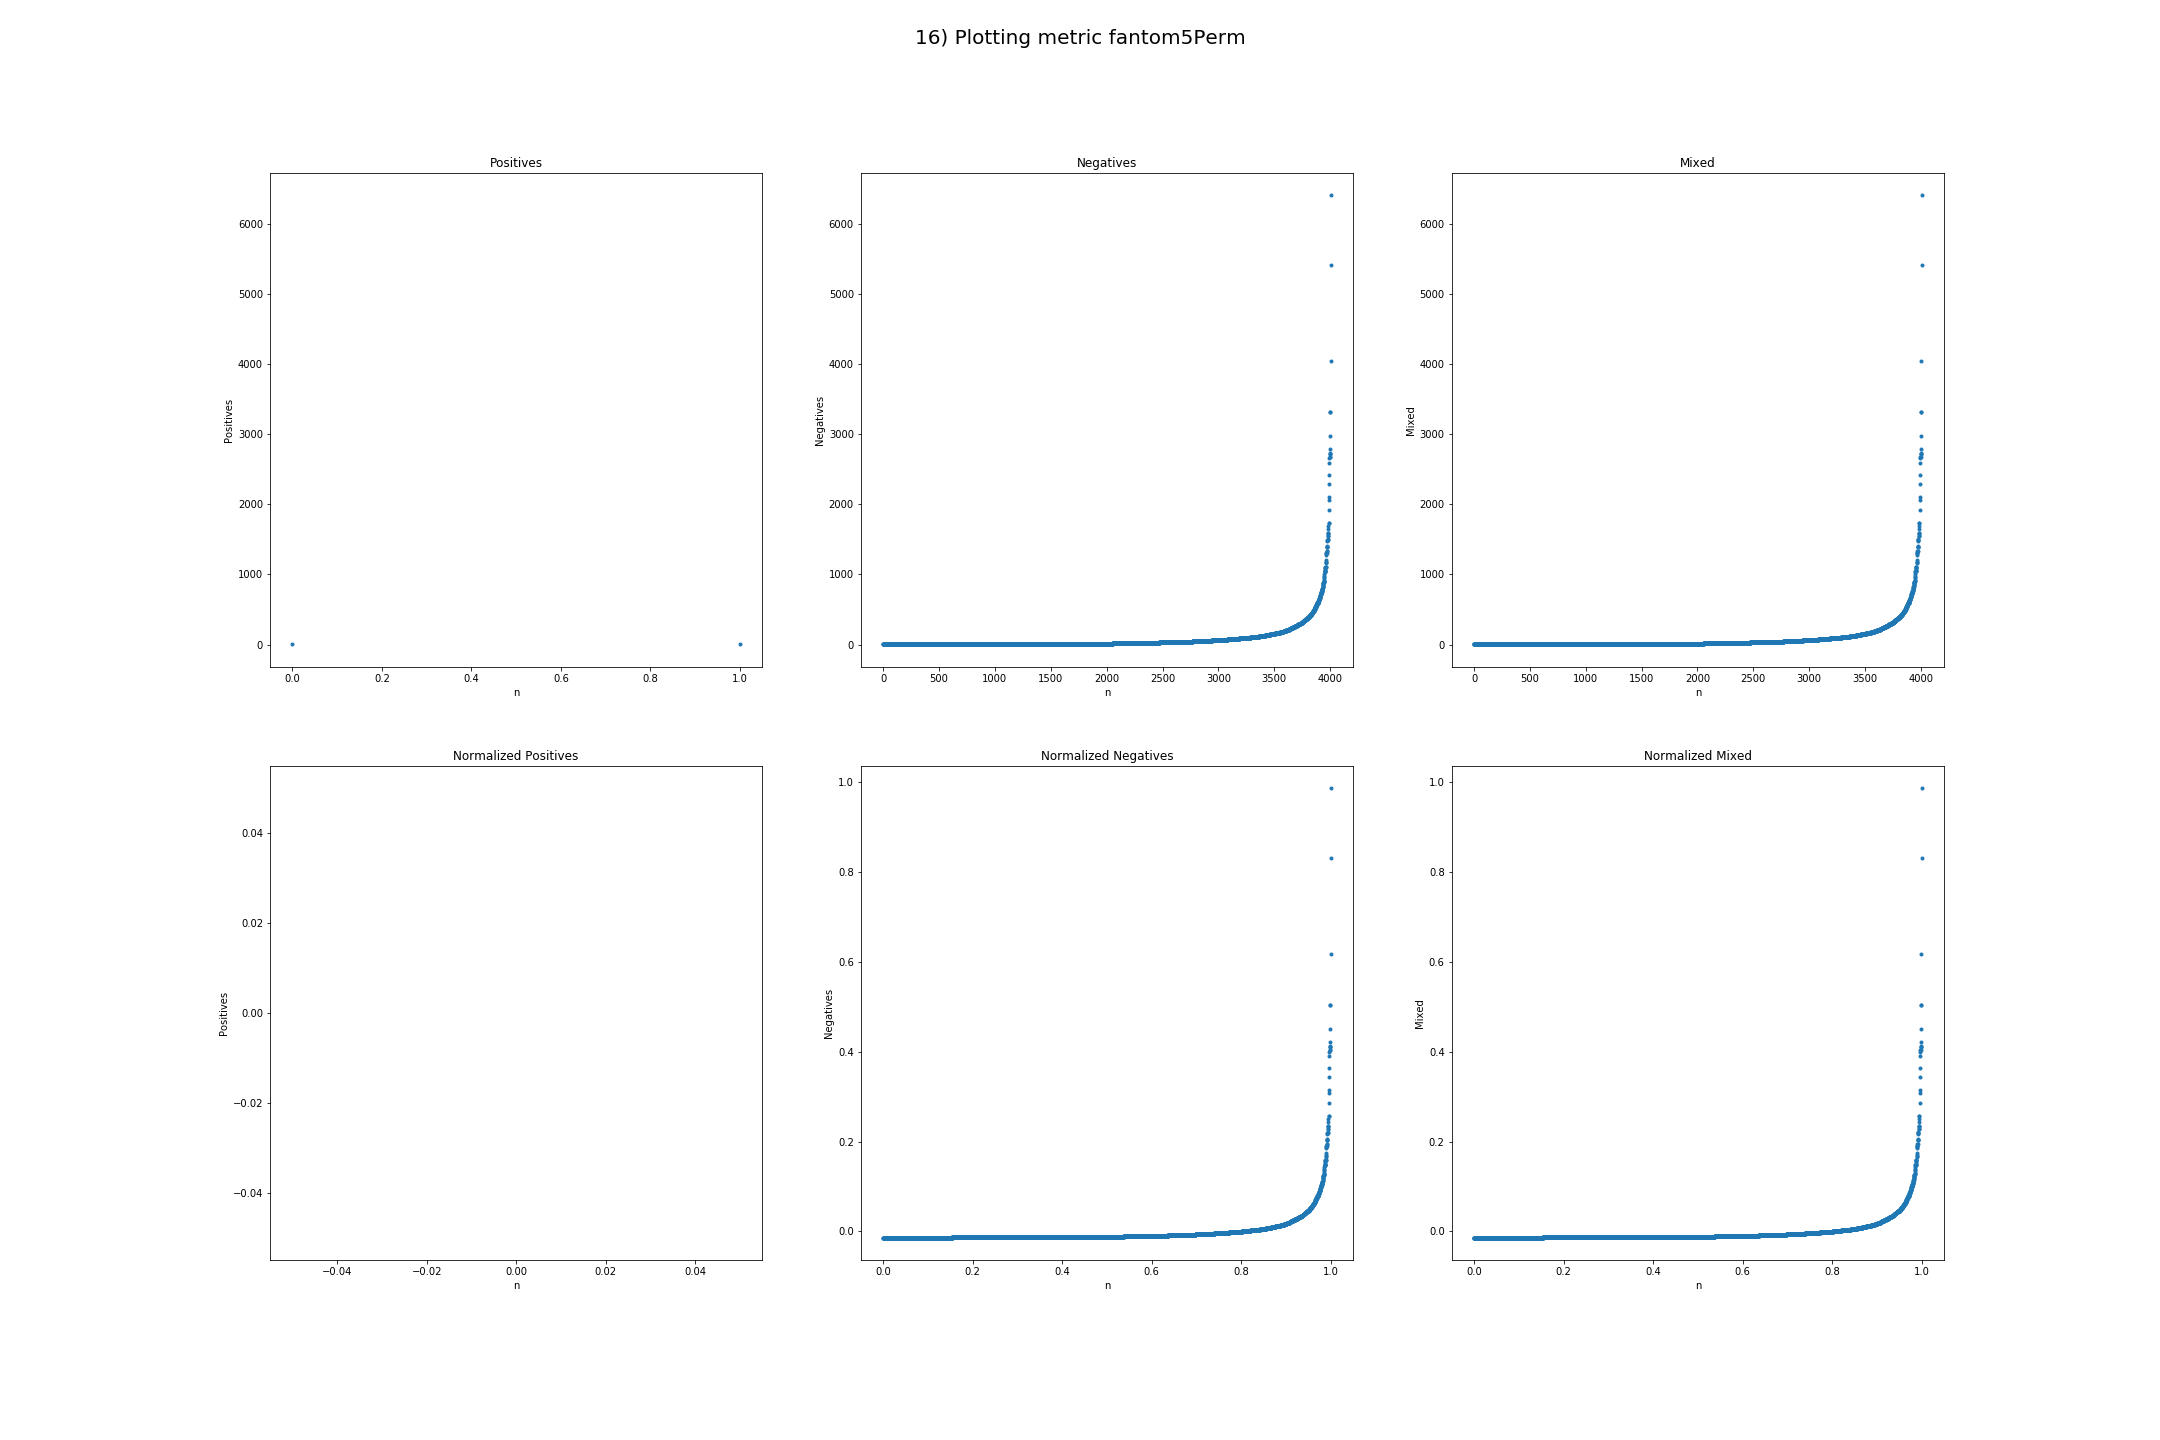 16) Plotting metric fantom5Perm
Positives Negatives Mixed
6000
5000
4000
3000
2000
1000
0
Positives
0.0 0.2 0.4 0.6 0.8 1.0
n
6000
5000
4000
3000
2000
1000
0
Negatives
0 500 1000 1500 2000 2500 3000 3500 4000
n
6000
5000
4000
3000
2000
1000
0
Mixed
0 500 1000 1500 2000 2500 3000 3500 4000
n
Normalized Positives Normalized Negatives Normalized Mixed
0.04
0.02
0.00
−0.02
−0.04
Positives
−0.04 −0.02 0.00 0.02 0.04
n
1.0
0.8
0.6
0.4
0.2
0.0
Negatives
0.0 0.2 0.4 0.6 0.8 1.0
n
1.0
0.8
0.6
0.4
0.2
0.0
Mixed
0.0 0.2 0.4 0.6 0.8 1.0
n